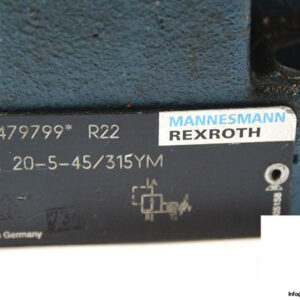 479799* R22
MANNESMANN
REXROTH
20-5-45/315YM
Germany